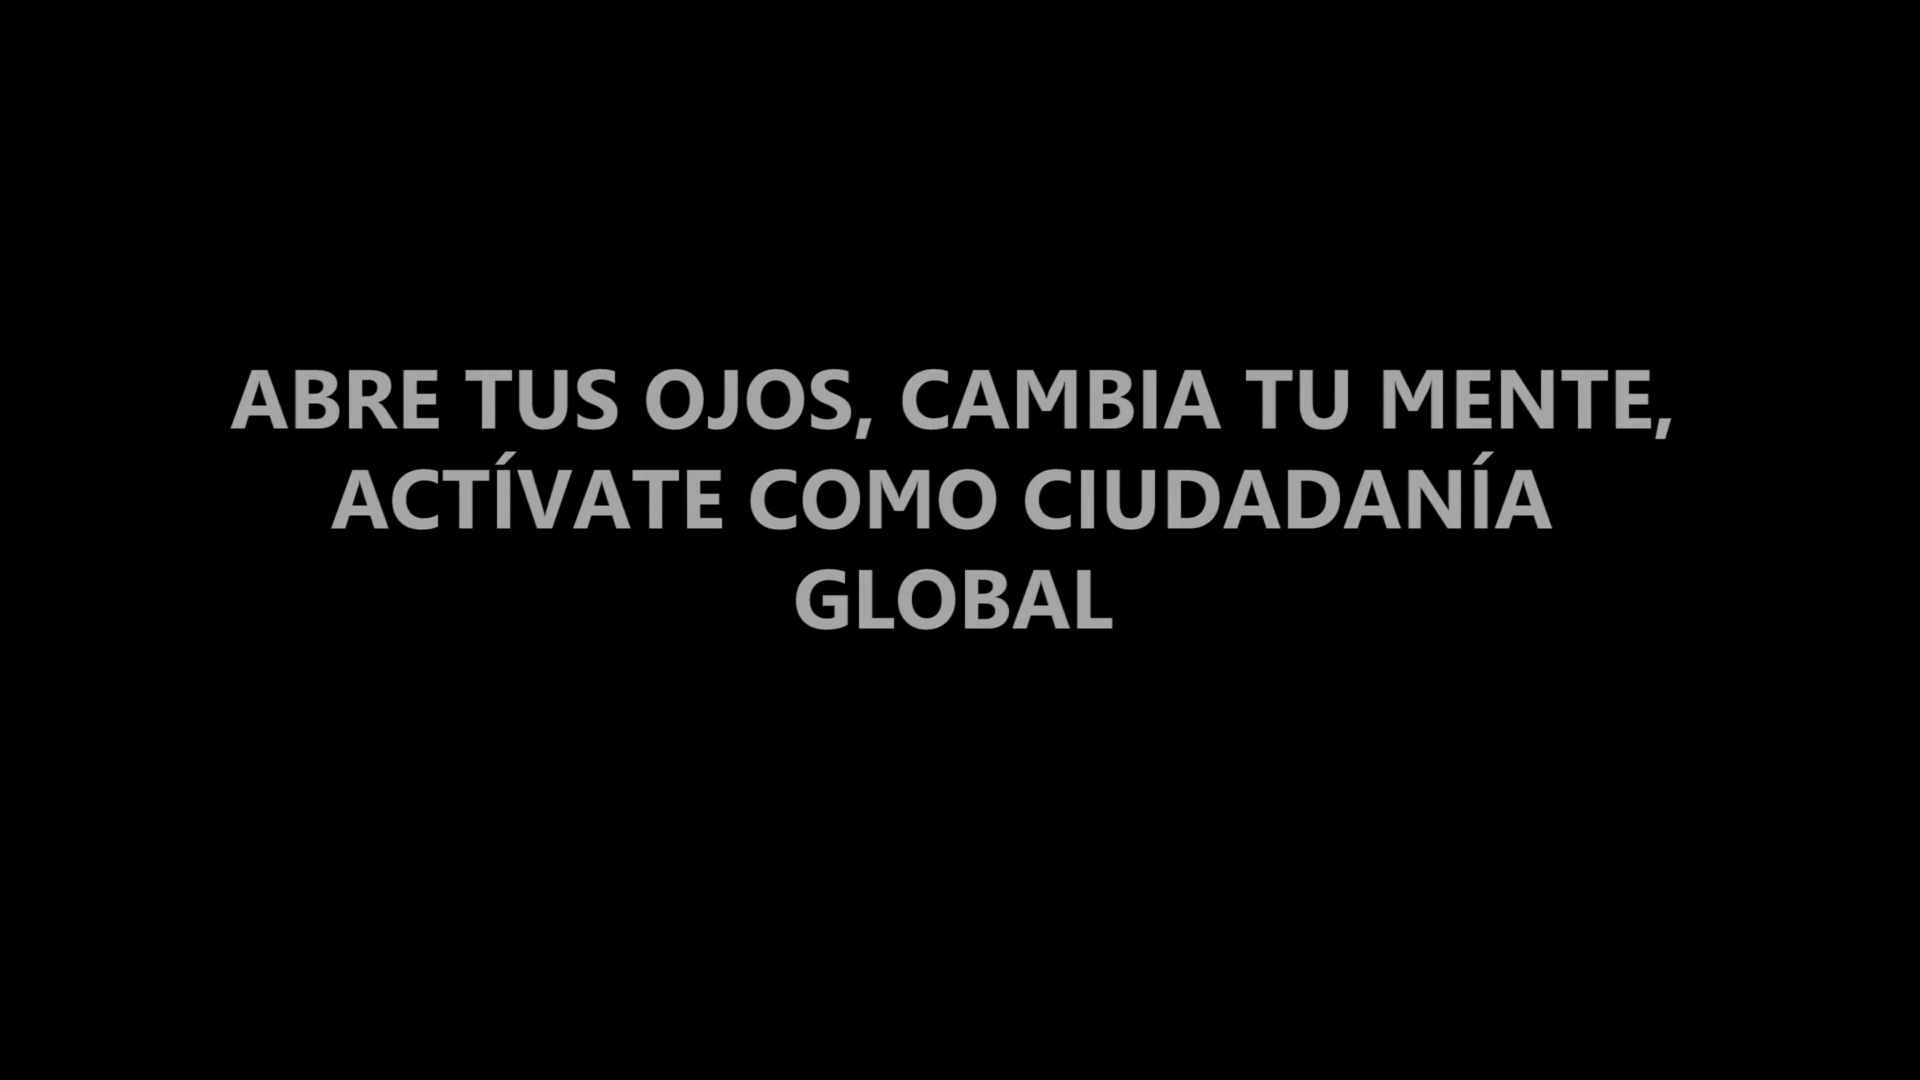 ABRE TUS OJOS, CAMBIA TU MENTE,
ACTÍVATE COMO CIUDADANÍA
GLOBAL